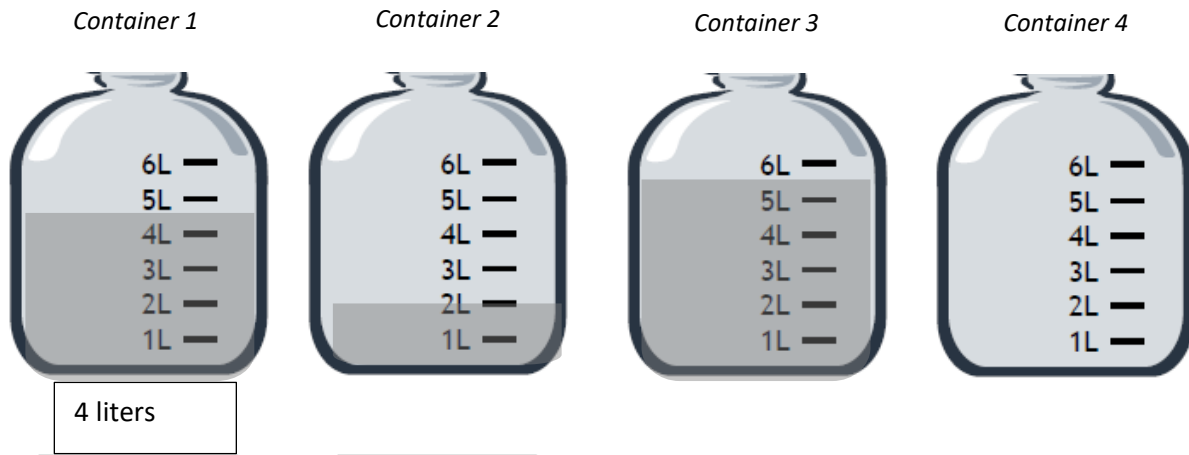 Container 1
Container 2
Container 3
Container 4
6L
5L
4L
3L
2L
1L
6L
5L
4L
3L
2L
1L
6L
5L
4L
3L
2L
1L
6L
5L
4L
3L
2L
1L
4 liters